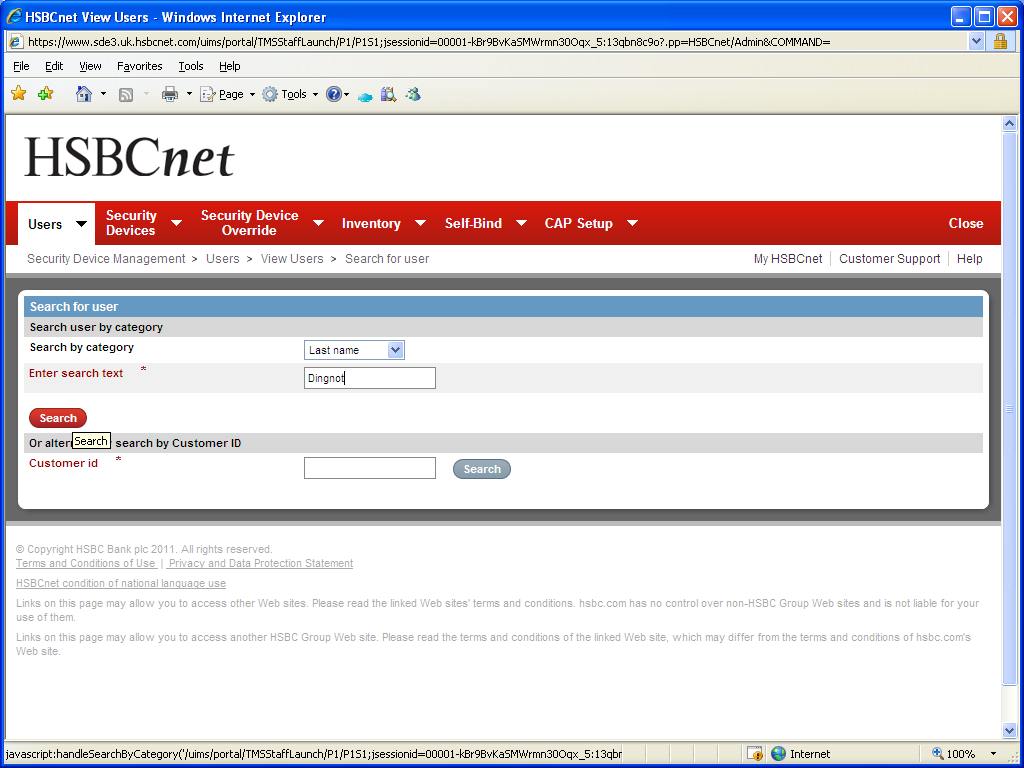 HSBCnet View Users - Windows Internet Explorer
https://www.sde3.uk.hsbcnet.com/uims/portal/TMSStaffLaunch/P1/P1S1;jsessionid=00001-kBr9BvKaSMWrmn30Oqx_5:13qbn8c9o?.pp=HSBCnet/Admin&COMMAND=
File Edit View Favorites Tools Help
Page Tools
HSBCnet
Users Security Devices Security Device Override Inventory Self-Bind CAP Setup Close
Security Device Management > Users > View Users > Search for user My HSBCnet Customer Support Help
Search for user
Search user by category
Search by category Last name
Enter search text * Dingnot
Search
Or alter Search search by Customer ID
Customer id * Search
© Copyright HSBC Bank plc 2011. All rights reserved.
Terms and Conditions of Use | Privacy and Data Protection Statement
HSBCnet condition of national language use
Links on this page may allow you to access other Web sites. Please read the linked Web sites' terms and conditions. hsbc.com has no control over non-HSBC Group Web sites and is not liable for your
use of them.
Links on this page may allow you to access another HSBC Group Web site. Please read the terms and conditions of the linked Web site, which may differ from the terms and conditions of hsbc.com's
Web site.
javascript:handleSearchByCategory('/uims/portal/TMSStaffLaunch/P1/P1S1;jsessionid=00001-kBr9BvKaSMWrmn30Oqx_5:13qbn Internet 100%